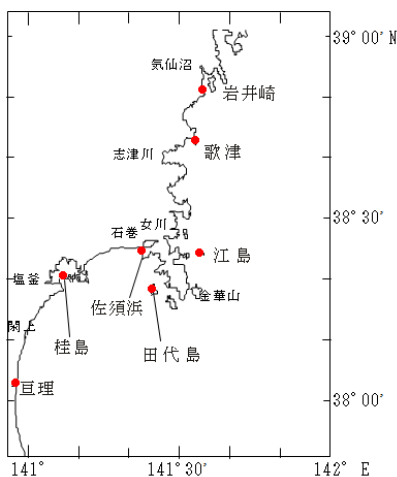 39°00'N
気仙沼
岩井崎
歌津
志津川
38°30'
女川
石巻
江島
塩釜
金華山
佐須浜
桂島
田代島
閖上
亘理
38°00'
141°
141°30'
142° E